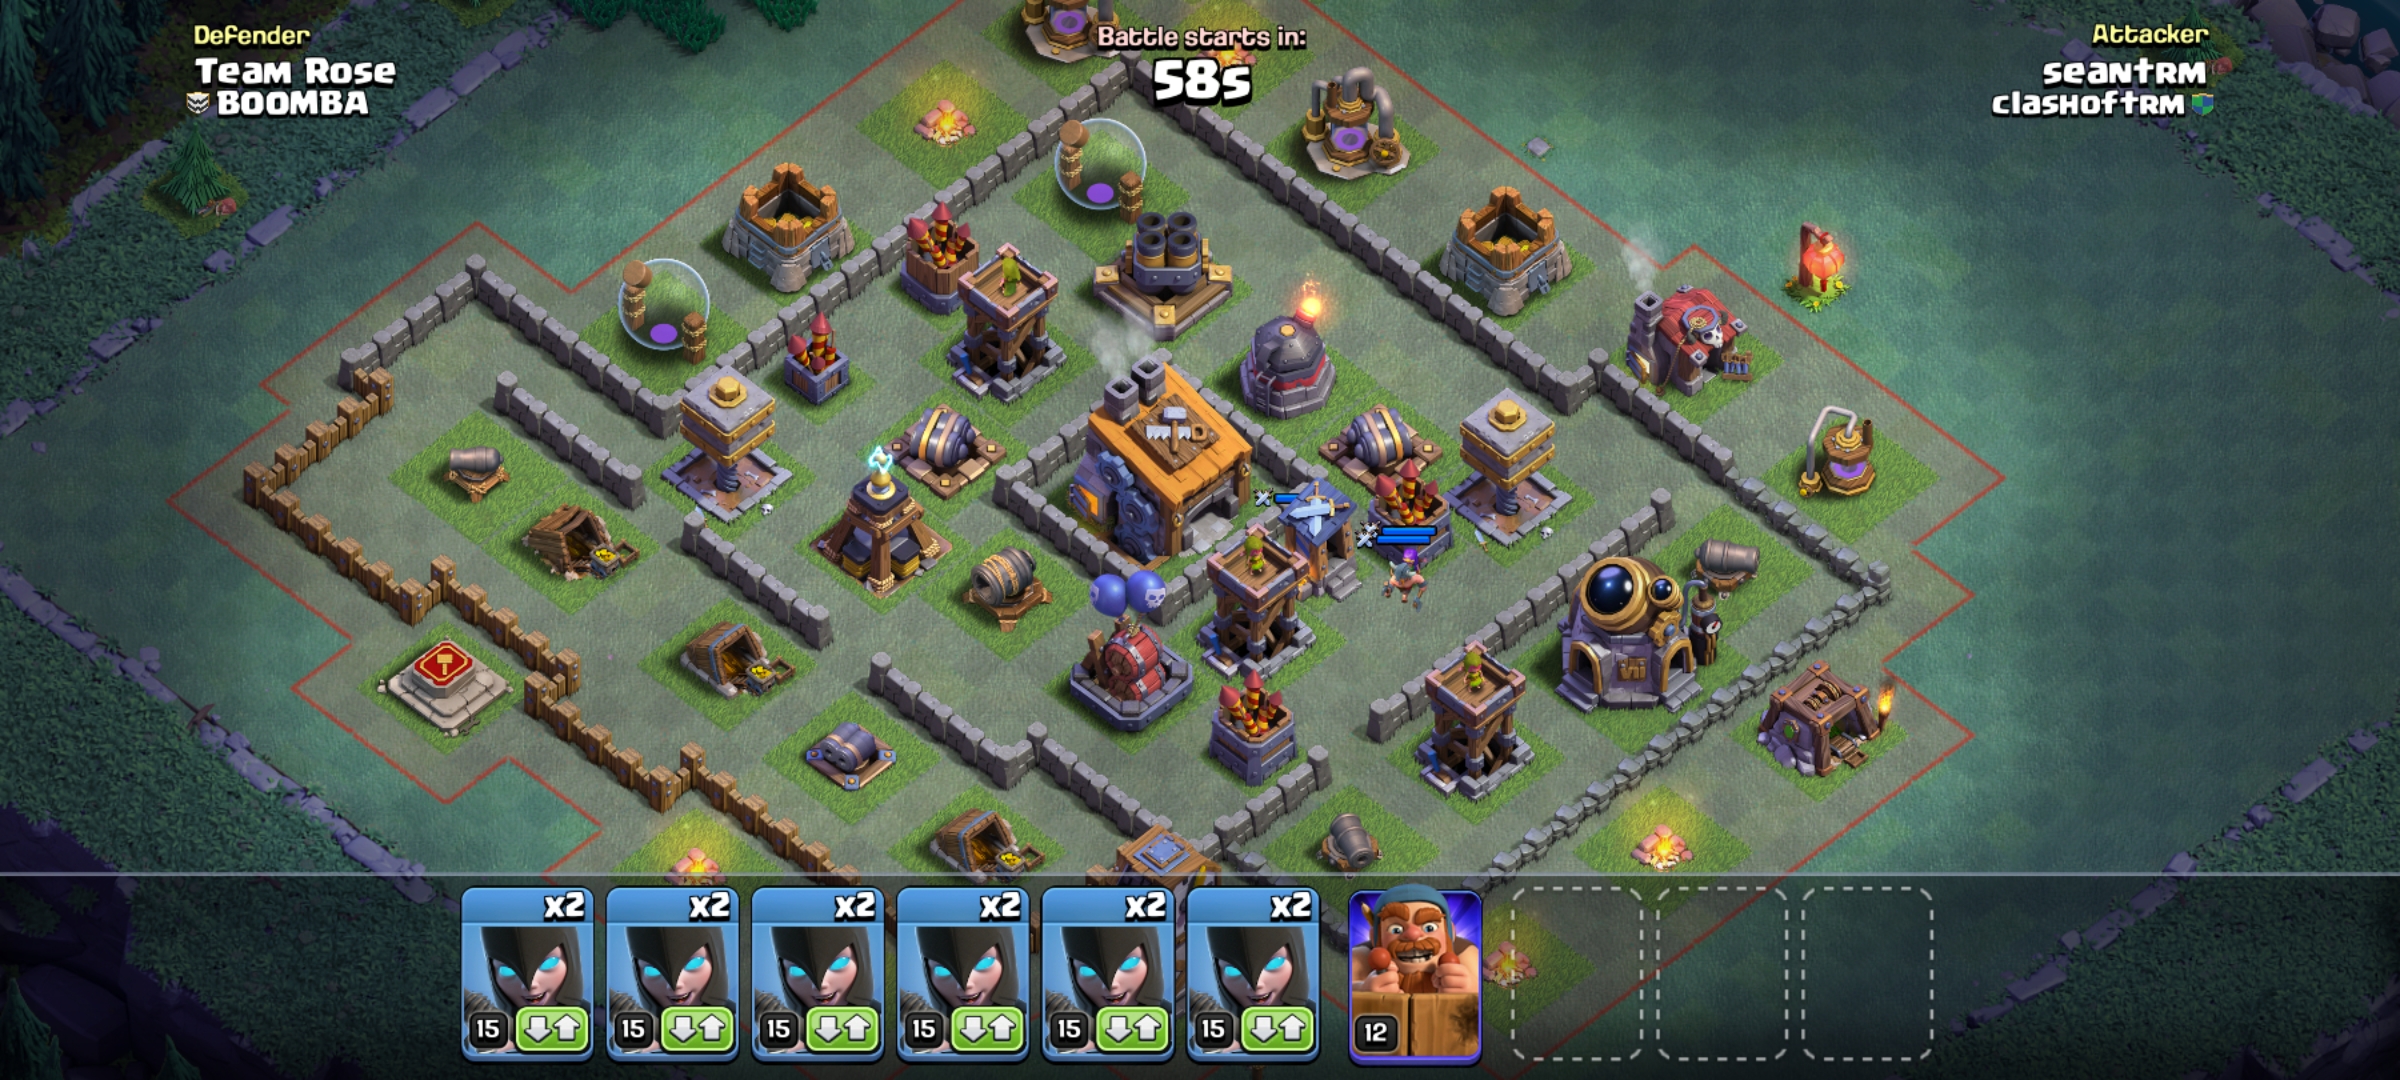 Defender
Team Rose
BOOMBA
Battle starts in:
58s
Attacker
seantRM
clashoftRM
x2
x2
x2
x2
x2
x2
15
15
15
15
15
15
12